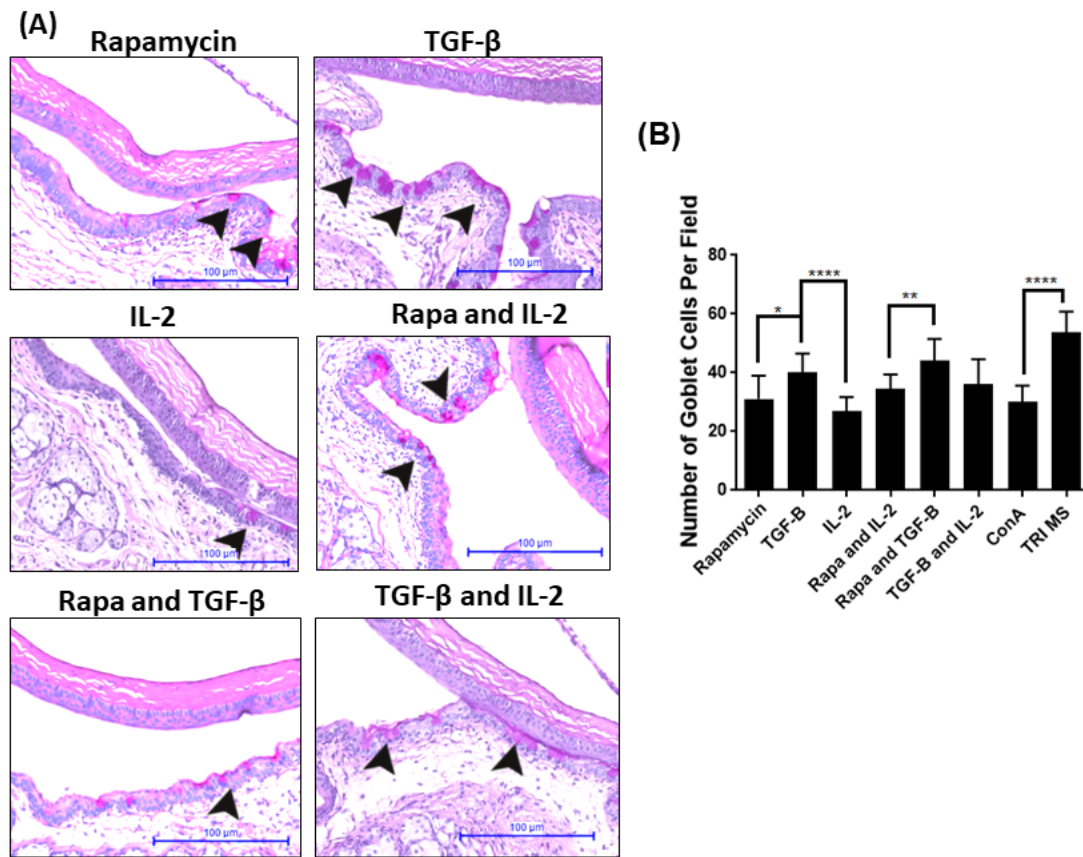 (A)
Rapamycin
TGF-β
100 μm
100 μm
IL-2
Rapa and IL-2
100 μm
100 μm
Rapa and TGF-β
TGF-β and IL-2
100 μm
100 μm
(B)
Number of Goblet Cells Per Field
80
60
40
20
0
*
****
**
****
Rapamycin
TGF-B
IL-2
Rapa and IL-2
Rapa and TGF-B
TGF-B and IL-2
ConA
TRI MS